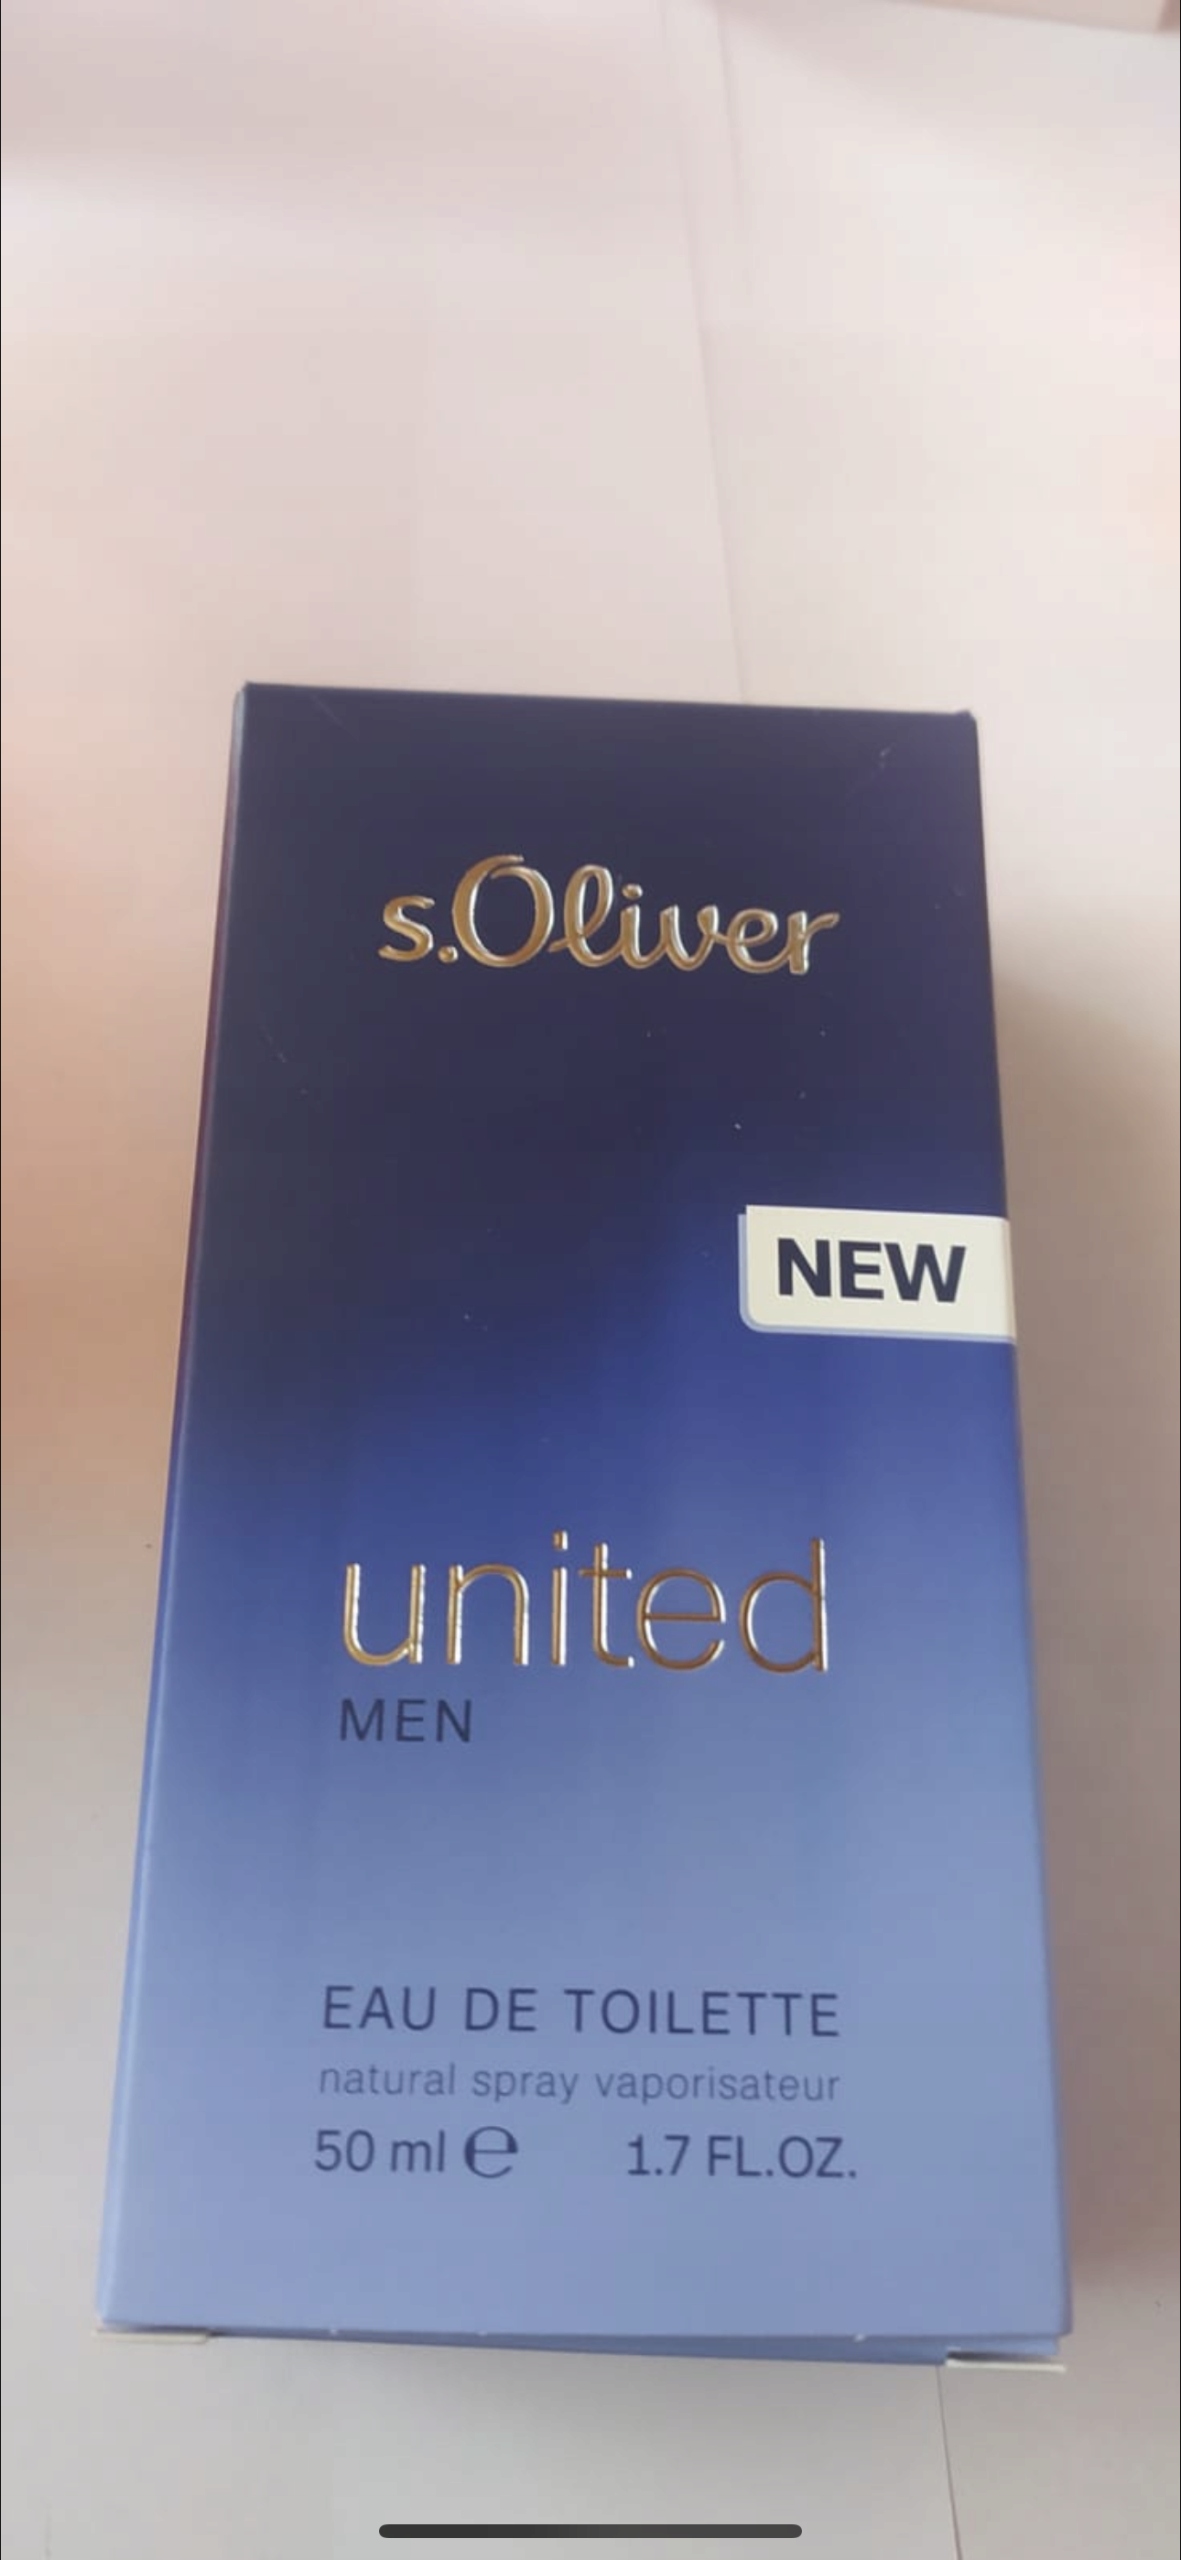 s.Oliver
NEW
united
MEN
EAU DE TOILETTE
natural spray vaporisateur
50 ml ℮ 1.7 FL.OZ.